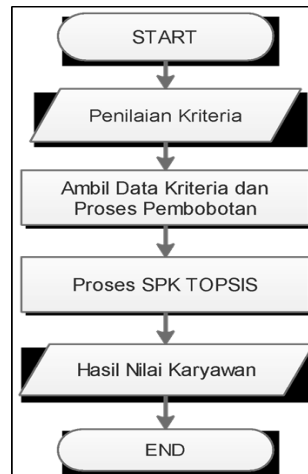 START
Penilaian Kriteria
Ambil Data Kriteria dan
Proses Pembobotan
Proses SPK TOPSIS
Hasil Nilai Karyawan
END